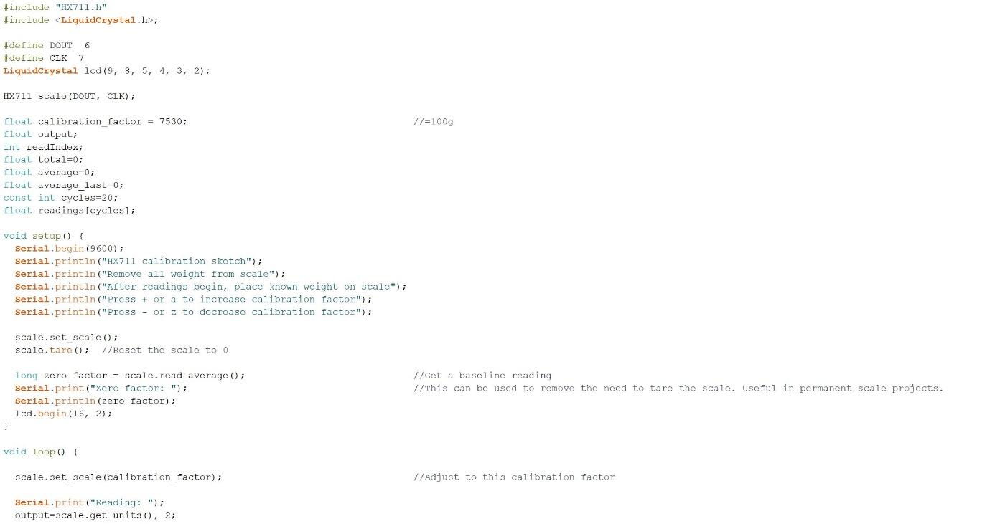 #include "HX711.h"
#include <LiquidCrystal.h>;
#define DOUT  6
#define CLK  7
LiquidCrystal lcd(9, 8, 5, 4, 3, 2);
HX711 scale(DOUT, CLK);
float calibration_factor = 7530; //=100g
float output;
int readIndex;
float total=0;
float average=0;
float average_last=0;
const int cycles=20;
float readings[cycles];
void setup() {
  Serial.begin(9600);
  Serial.println("HX711 calibration sketch");
  Serial.println("Remove all weight from scale");
  Serial.println("After readings begin, place known weight on scale");
  Serial.println("Press + or a to increase calibration factor");
  Serial.println("Press - or z to decrease calibration factor");
  scale.set_scale();
  scale.tare();  //Reset the scale to 0
  long zero_factor = scale.read_average(); //Get a baseline reading
  Serial.print("Zero factor: "); //This can be used to remove the need to tare the scale. Useful in permanent scale projects.
  Serial.println(zero_factor);
  lcd.begin(16, 2);
}
void loop() {
  scale.set_scale(calibration_factor); //Adjust to this calibration factor
  Serial.print("Reading: ");
  output=scale.get_units(), 2;